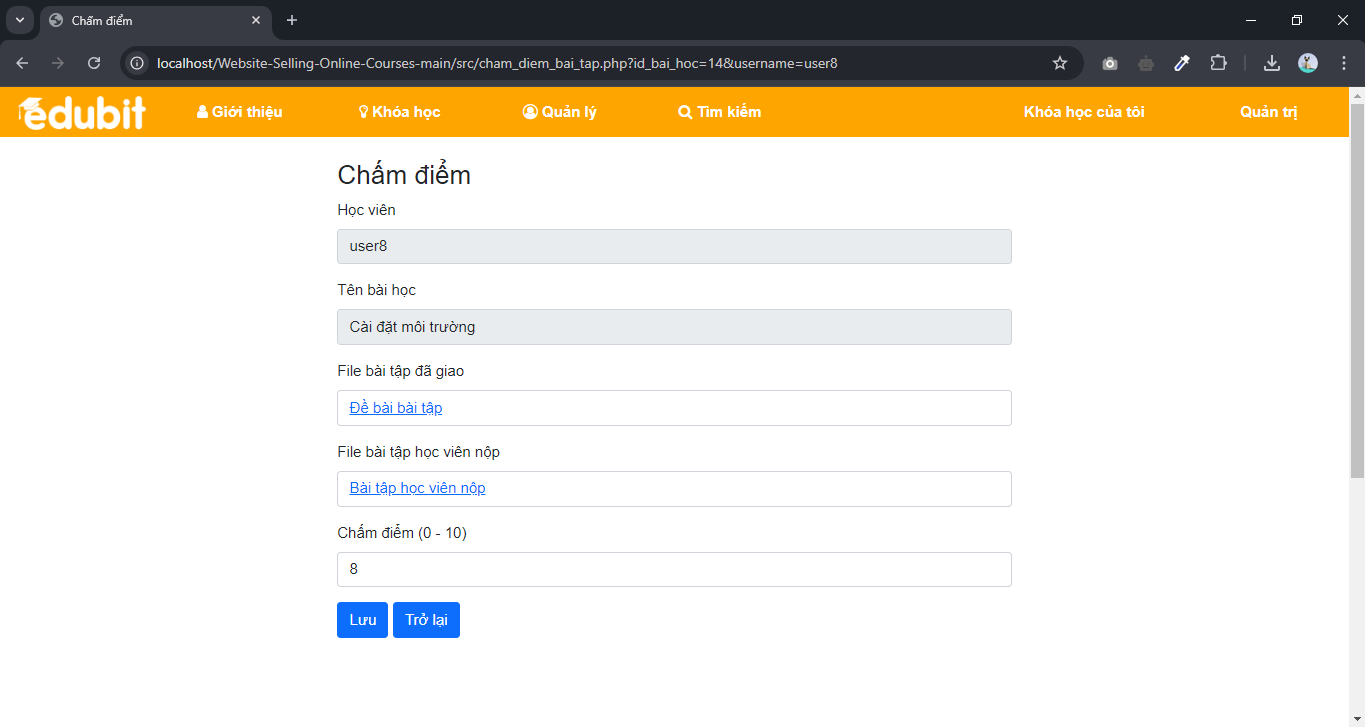 Chấm điểm
localhost/Website-Selling-Online-Courses-main/src/cham_diem_bai_tap.php?id_bai_hoc=14&username=user8
edubit Giới thiệu Khóa học Quản lý Tìm kiếm Khóa học của tôi Quản trị
Chấm điểm
Học viên
user8
Tên bài học
Cài đặt môi trường
File bài tập đã giao
Đề bài bài tập
File bài tập học viên nộp
Bài tập học viên nộp
Chấm điểm (0 - 10)
8
Lưu Trở lại